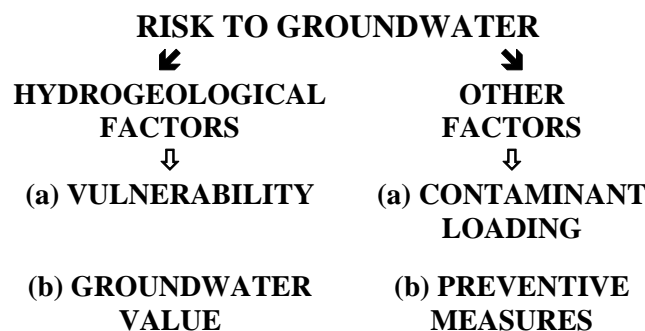 RISK TO GROUNDWATER
HYDROGEOLOGICAL
FACTORS
(a) VULNERABILITY
(b) GROUNDWATER
VALUE
OTHER
FACTORS
(a) CONTAMINANT
LOADING
(b) PREVENTIVE
MEASURES